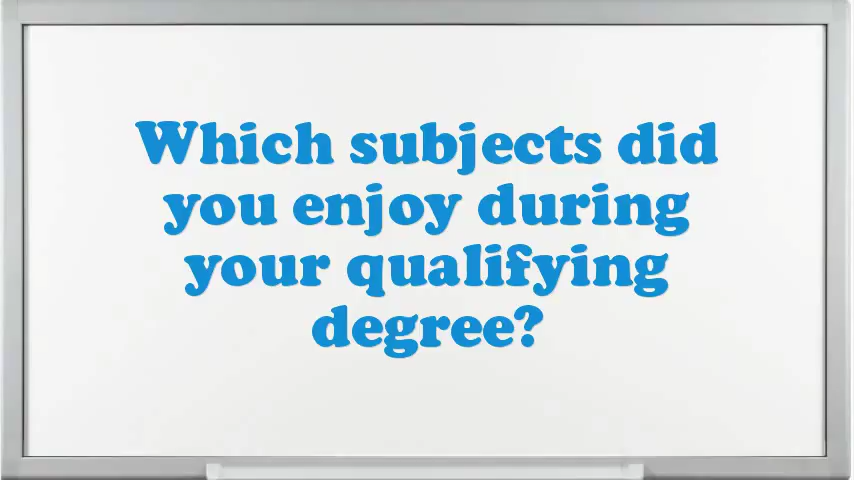 Which subjects did
you enjoy during
your qualifying
degree?